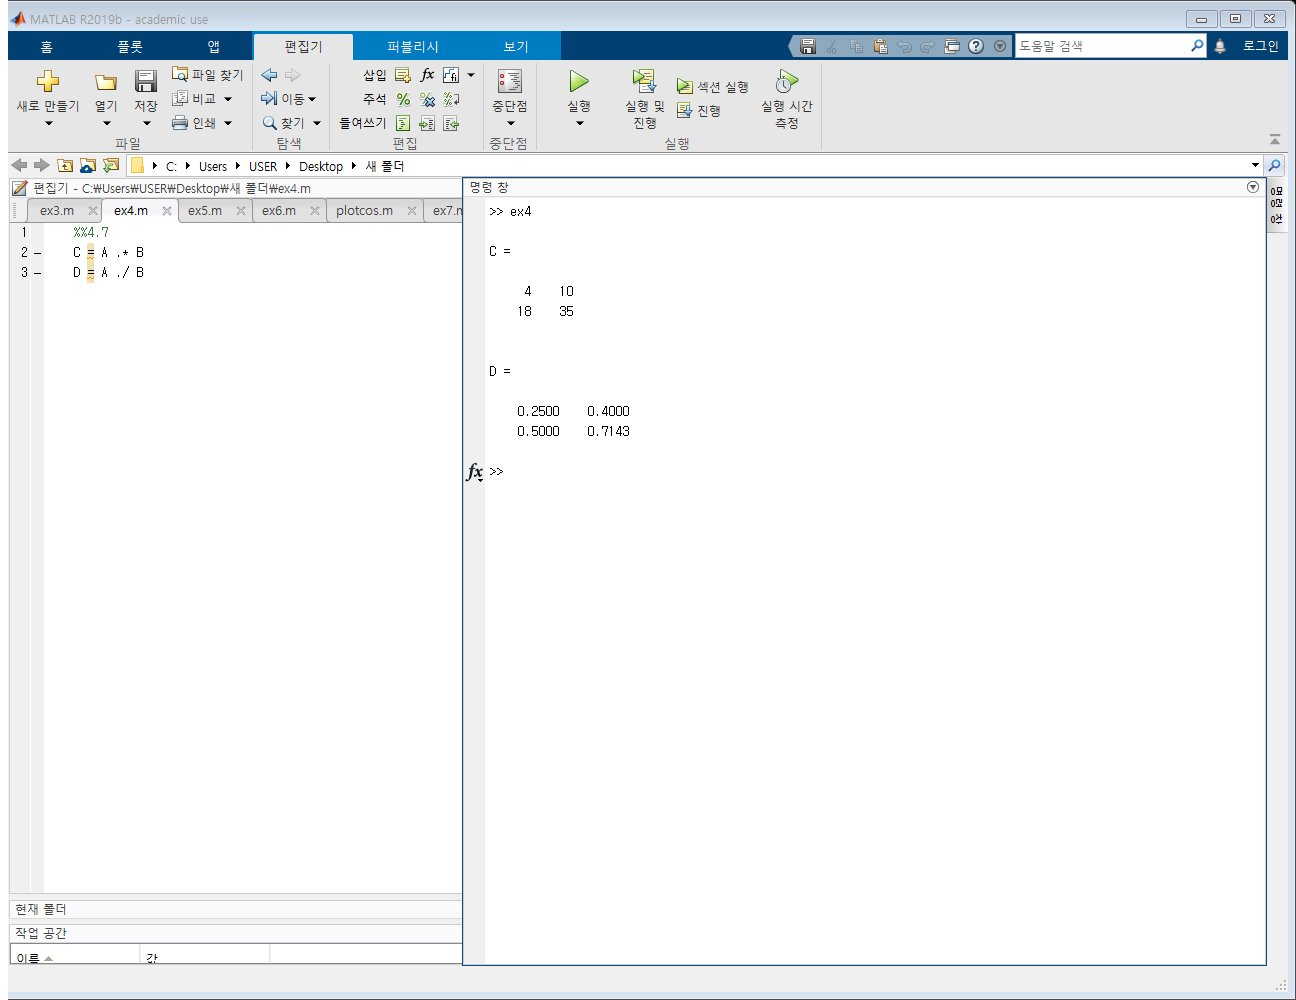 MATLAB R2019b - academic use
홈 플롯 앱 편집기 퍼블리시 보기 도움말 검색 로그인
새로 만들기 열기 저장 파일 찾기 비교 인쇄 파일
이동 찾기 탐색
삽입 fx 주석 들여쓰기 편집
중단점 중단점
실행 실행 및 진행 섹션 실행 진행 실행 시간 측정 실행
C: Users USER Desktop 새 폴더
편집기 - C:₩Users₩USER₩Desktop₩새 폴더₩ex4.m
ex3.m ex4.m ex5.m ex6.m plotcos.m ex7.m
1 %%4.7
2 – C = A .* B
3 – D = A ./ B
현재 폴더
작업 공간
이름 값
명령 창
>> ex4
C =
4 10
18 35
D =
0.2500 0.4000
0.5000 0.7143
fx >>